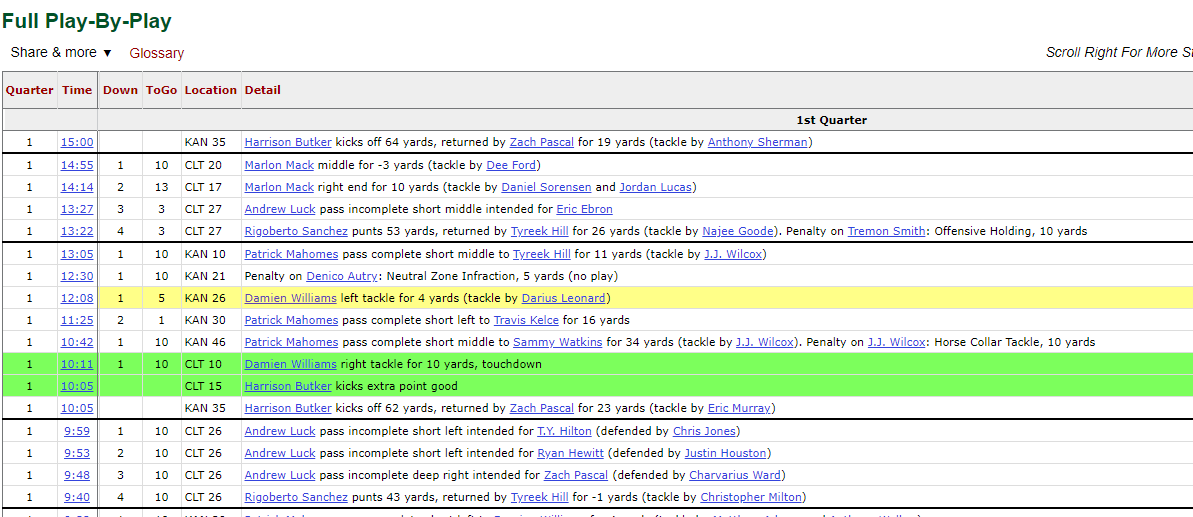 Full Play-By-Play
Share & more ▼ Glossary
Scroll Right For More St
Quarter Time Down ToGo Location Detail
1st Quarter
1 15:00 KAN 35 Harrison Butker kicks off 64 yards, returned by Zach Pascal for 19 yards (tackle by Anthony Sherman)
1 14:55 1 10 CLT 20 Marlon Mack middle for -3 yards (tackle by Dee Ford)
1 14:14 2 13 CLT 17 Marlon Mack right end for 10 yards (tackle by Daniel Sorensen and Jordan Lucas)
1 13:27 3 3 CLT 27 Andrew Luck pass incomplete short middle intended for Eric Ebron
1 13:22 4 3 CLT 27 Rigoberto Sanchez punts 53 yards, returned by Tyreek Hill for 26 yards (tackle by Najee Goode). Penalty on Tremon Smith: Offensive Holding, 10 yards
1 13:05 1 10 KAN 10 Patrick Mahomes pass complete short middle to Tyreek Hill for 11 yards (tackle by J.J. Wilcox)
1 12:30 1 10 KAN 21 Penalty on Denico Autry: Neutral Zone Infraction, 5 yards (no play)
1 12:08 1 5 KAN 26 Damien Williams left tackle for 4 yards (tackle by Darius Leonard)
1 11:25 2 1 KAN 30 Patrick Mahomes pass complete short left to Travis Kelce for 16 yards
1 10:42 1 10 KAN 46 Patrick Mahomes pass complete short middle to Sammy Watkins for 34 yards (tackle by J.J. Wilcox). Penalty on J.J. Wilcox: Horse Collar Tackle, 10 yards
1 10:11 1 10 CLT 10 Damien Williams right tackle for 10 yards, touchdown
1 10:05 CLT 15 Harrison Butker kicks extra point good
1 10:05 KAN 35 Harrison Butker kicks off 62 yards, returned by Zach Pascal for 23 yards (tackle by Eric Murray)
1 9:59 1 10 CLT 26 Andrew Luck pass incomplete short left intended for T.Y. Hilton (defended by Chris Jones)
1 9:53 2 10 CLT 26 Andrew Luck pass incomplete short left intended for Ryan Hewitt (defended by Justin Houston)
1 9:48 3 10 CLT 26 Andrew Luck pass incomplete deep right intended for Zach Pascal (defended by Charvarius Ward)
1 9:40 4 10 CLT 26 Rigoberto Sanchez punts 43 yards, returned by Tyreek Hill for -1 yards (tackle by Christopher Milton)